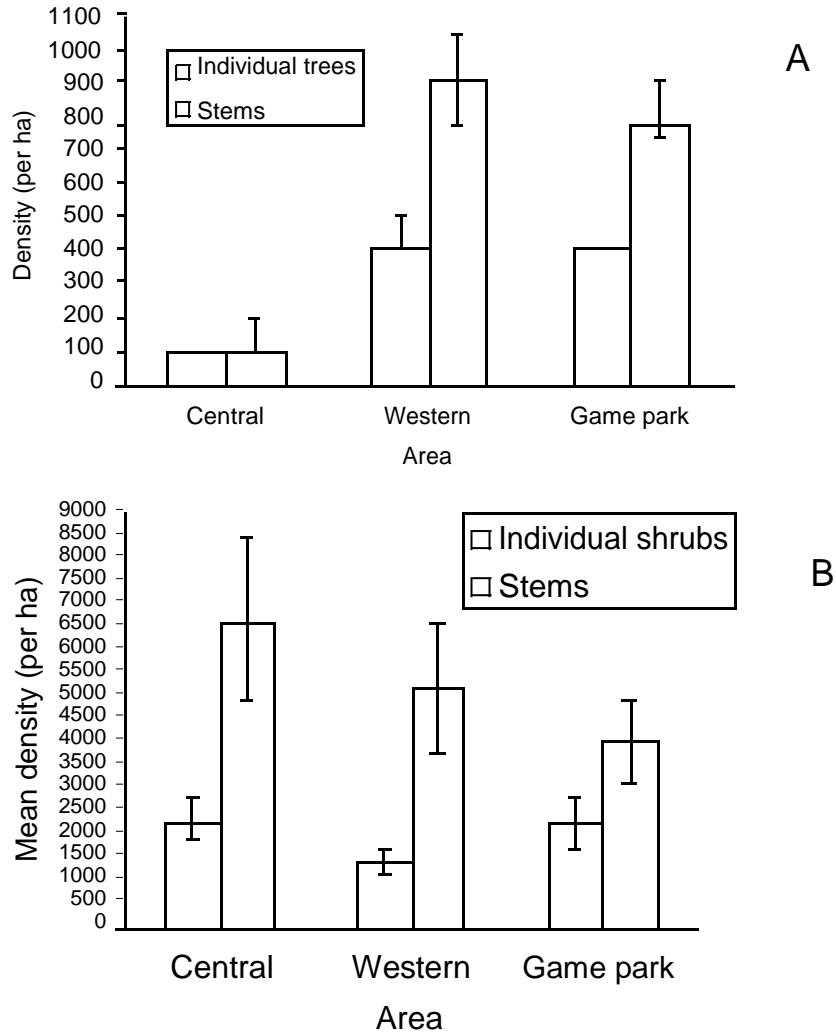 A
1100
1000
900
800
700
600
500
400
300
200
100
0
Density (per ha)
Individual trees
Stems
Central Western Game park
Area
B
9000
8500
8000
7500
7000
6500
6000
5500
5000
4500
4000
3500
3000
2500
2000
1500
1000
500
0
Mean density (per ha)
Individual shrubs
Stems
Central Western Game park
Area